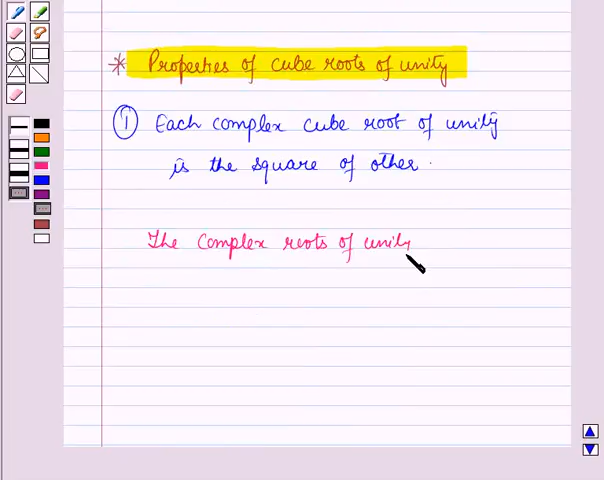 * Properties of cube roots of unity
① Each complex cube root of unity
is the square of other.
The complex roots of unity